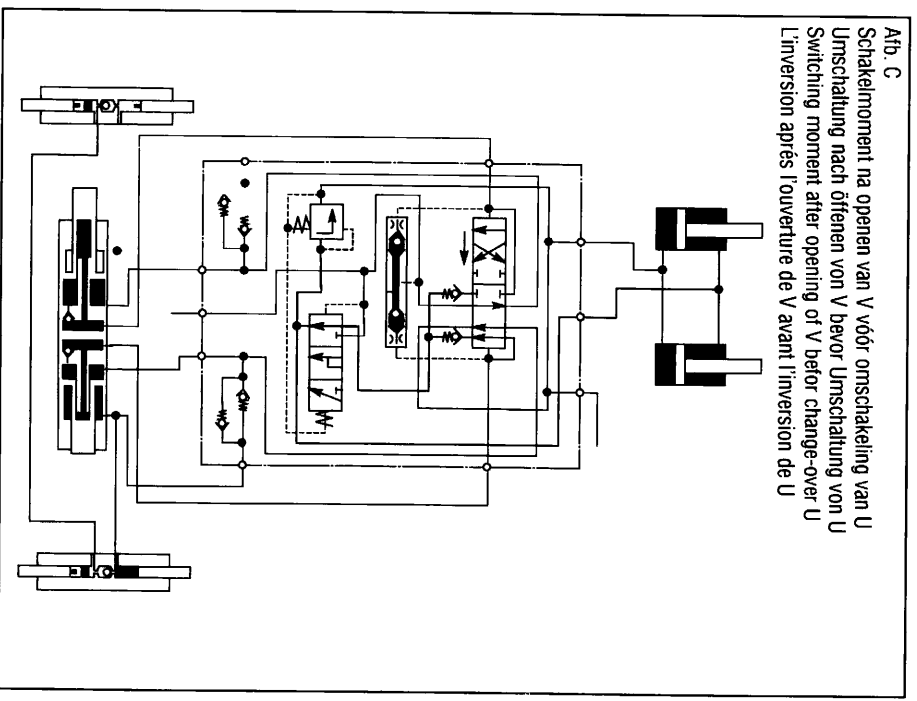 Afb. C
Schakelmoment na openen van V vóór omschakeling van U
Umschaltung nach öffenen von V bevor Umschaltung von U
Switching moment after opening of V befor change-over U
L'inversion aprés l'ouverture de V avant l'inversion de U